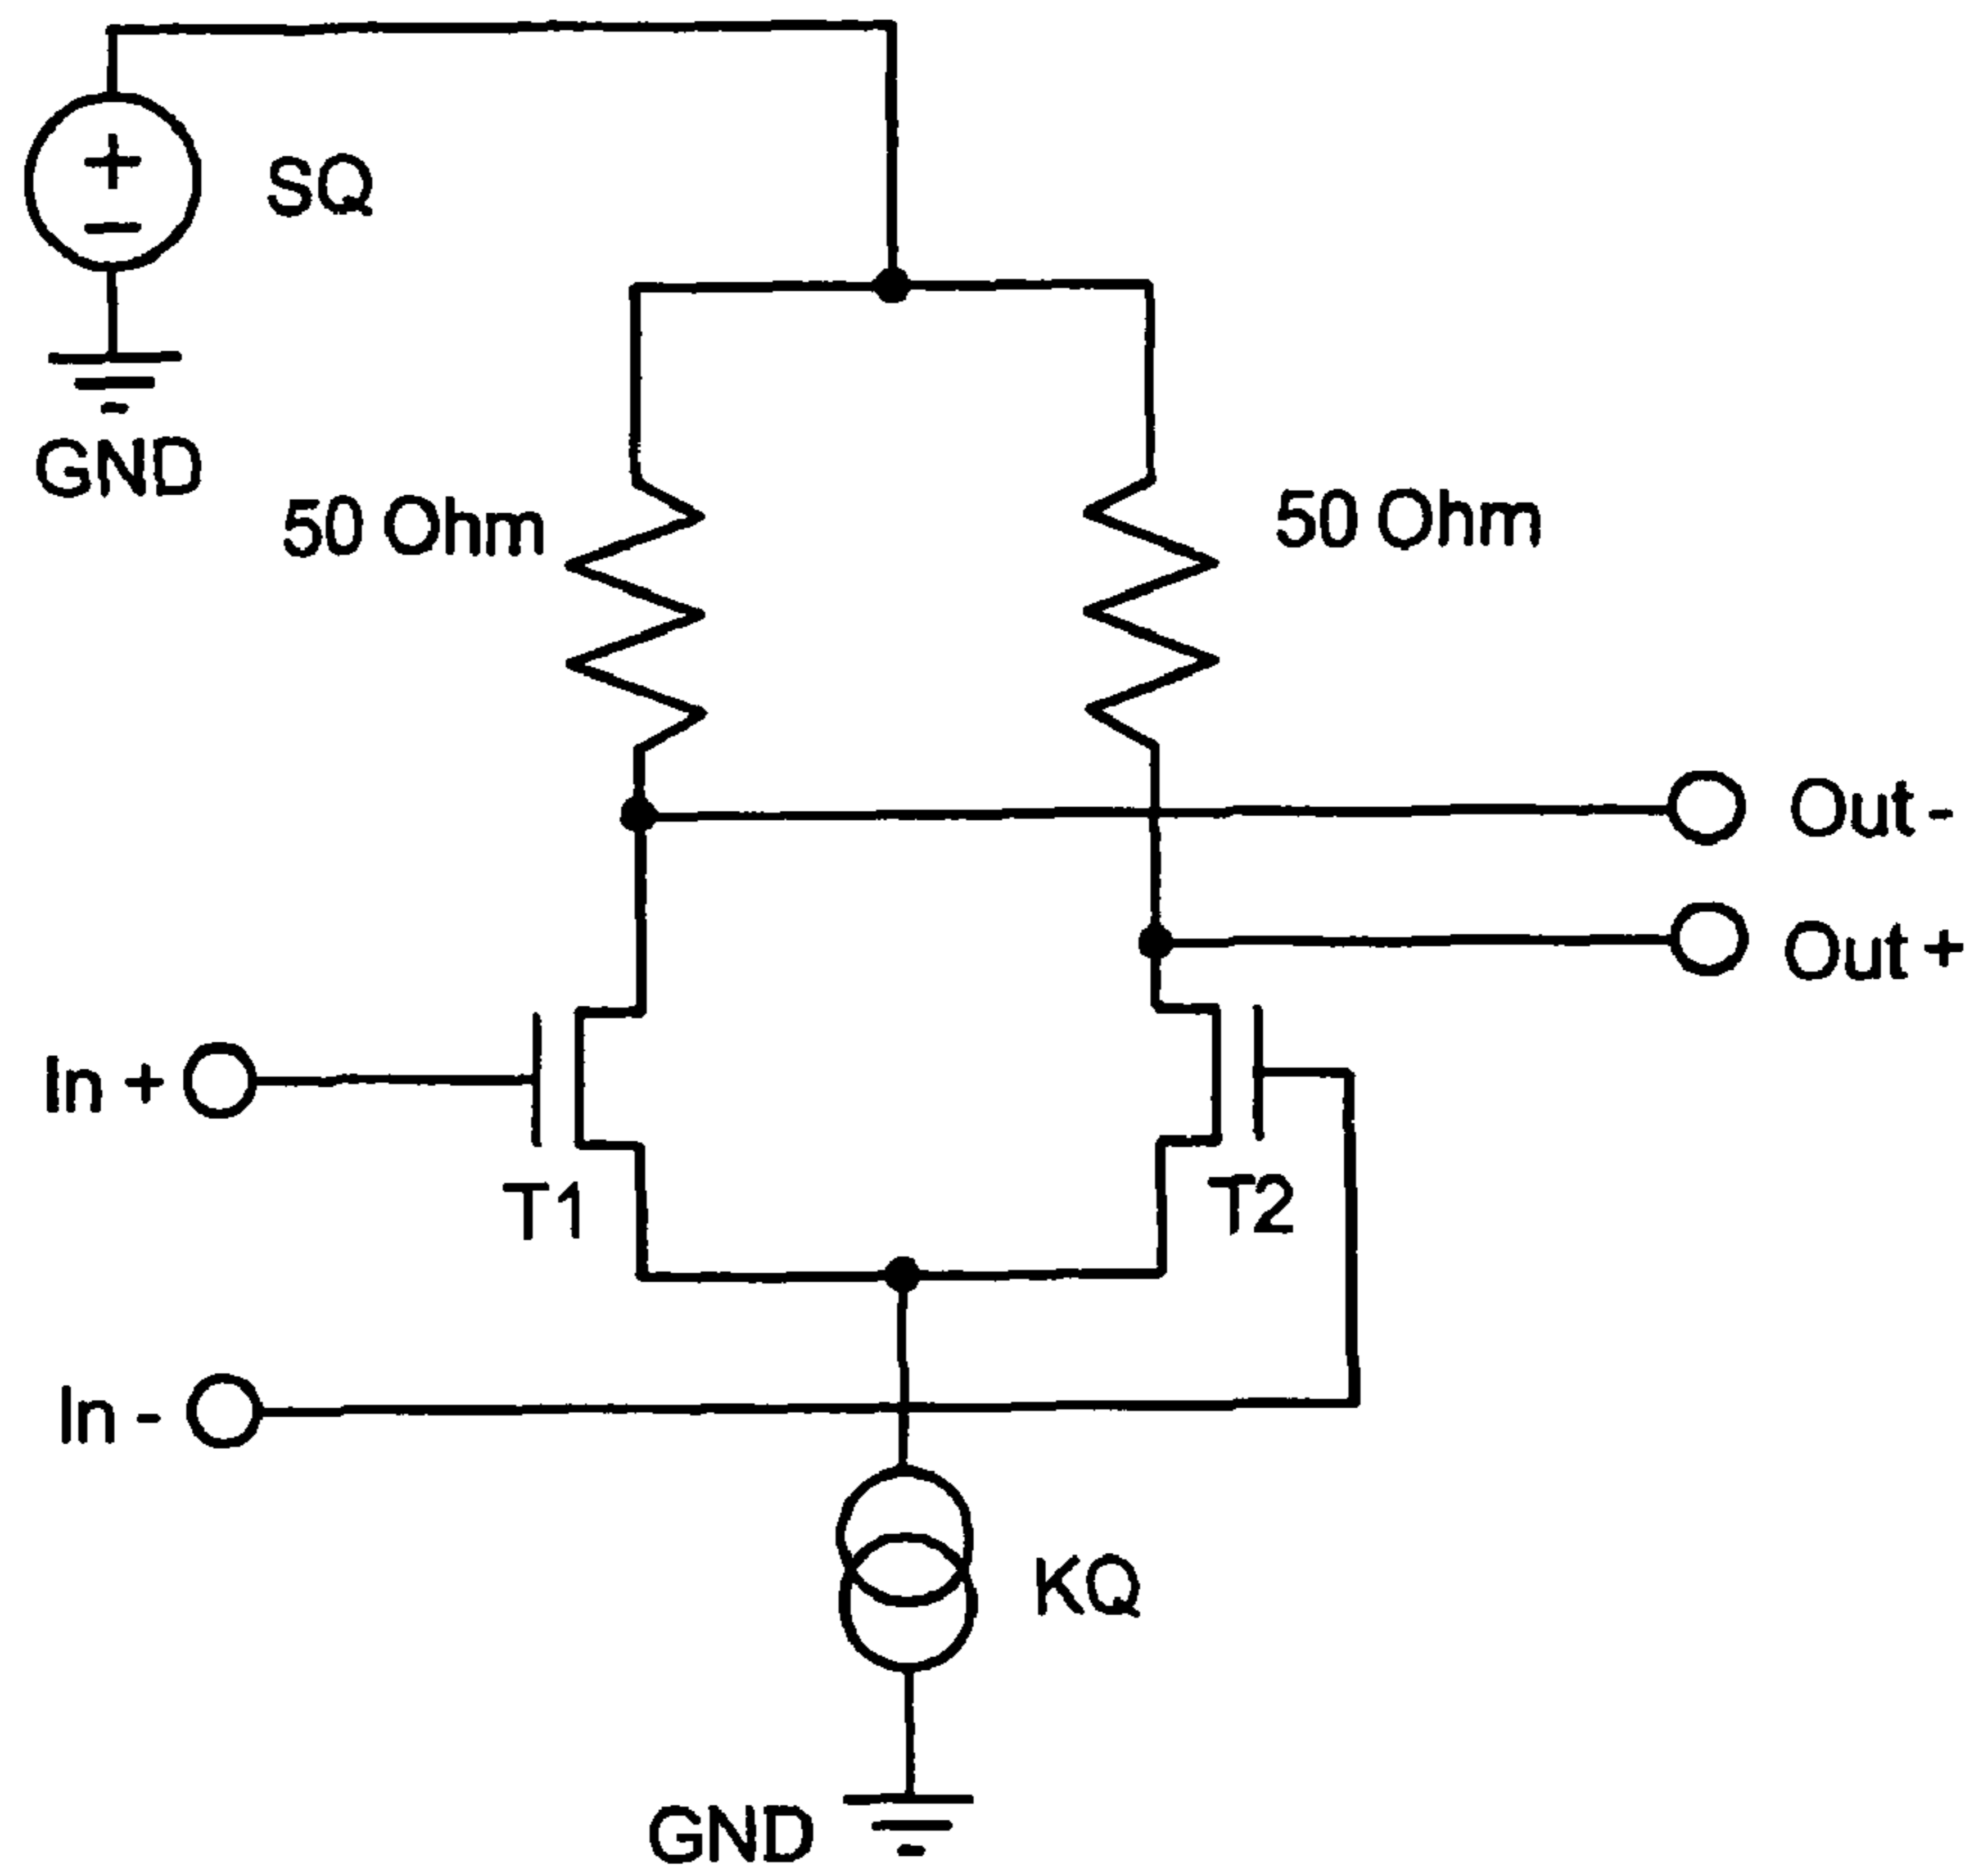 SQ
GND
50 Ohm
50 Ohm
Out -
Out +
In +
T1
T2
In -
KQ
GND